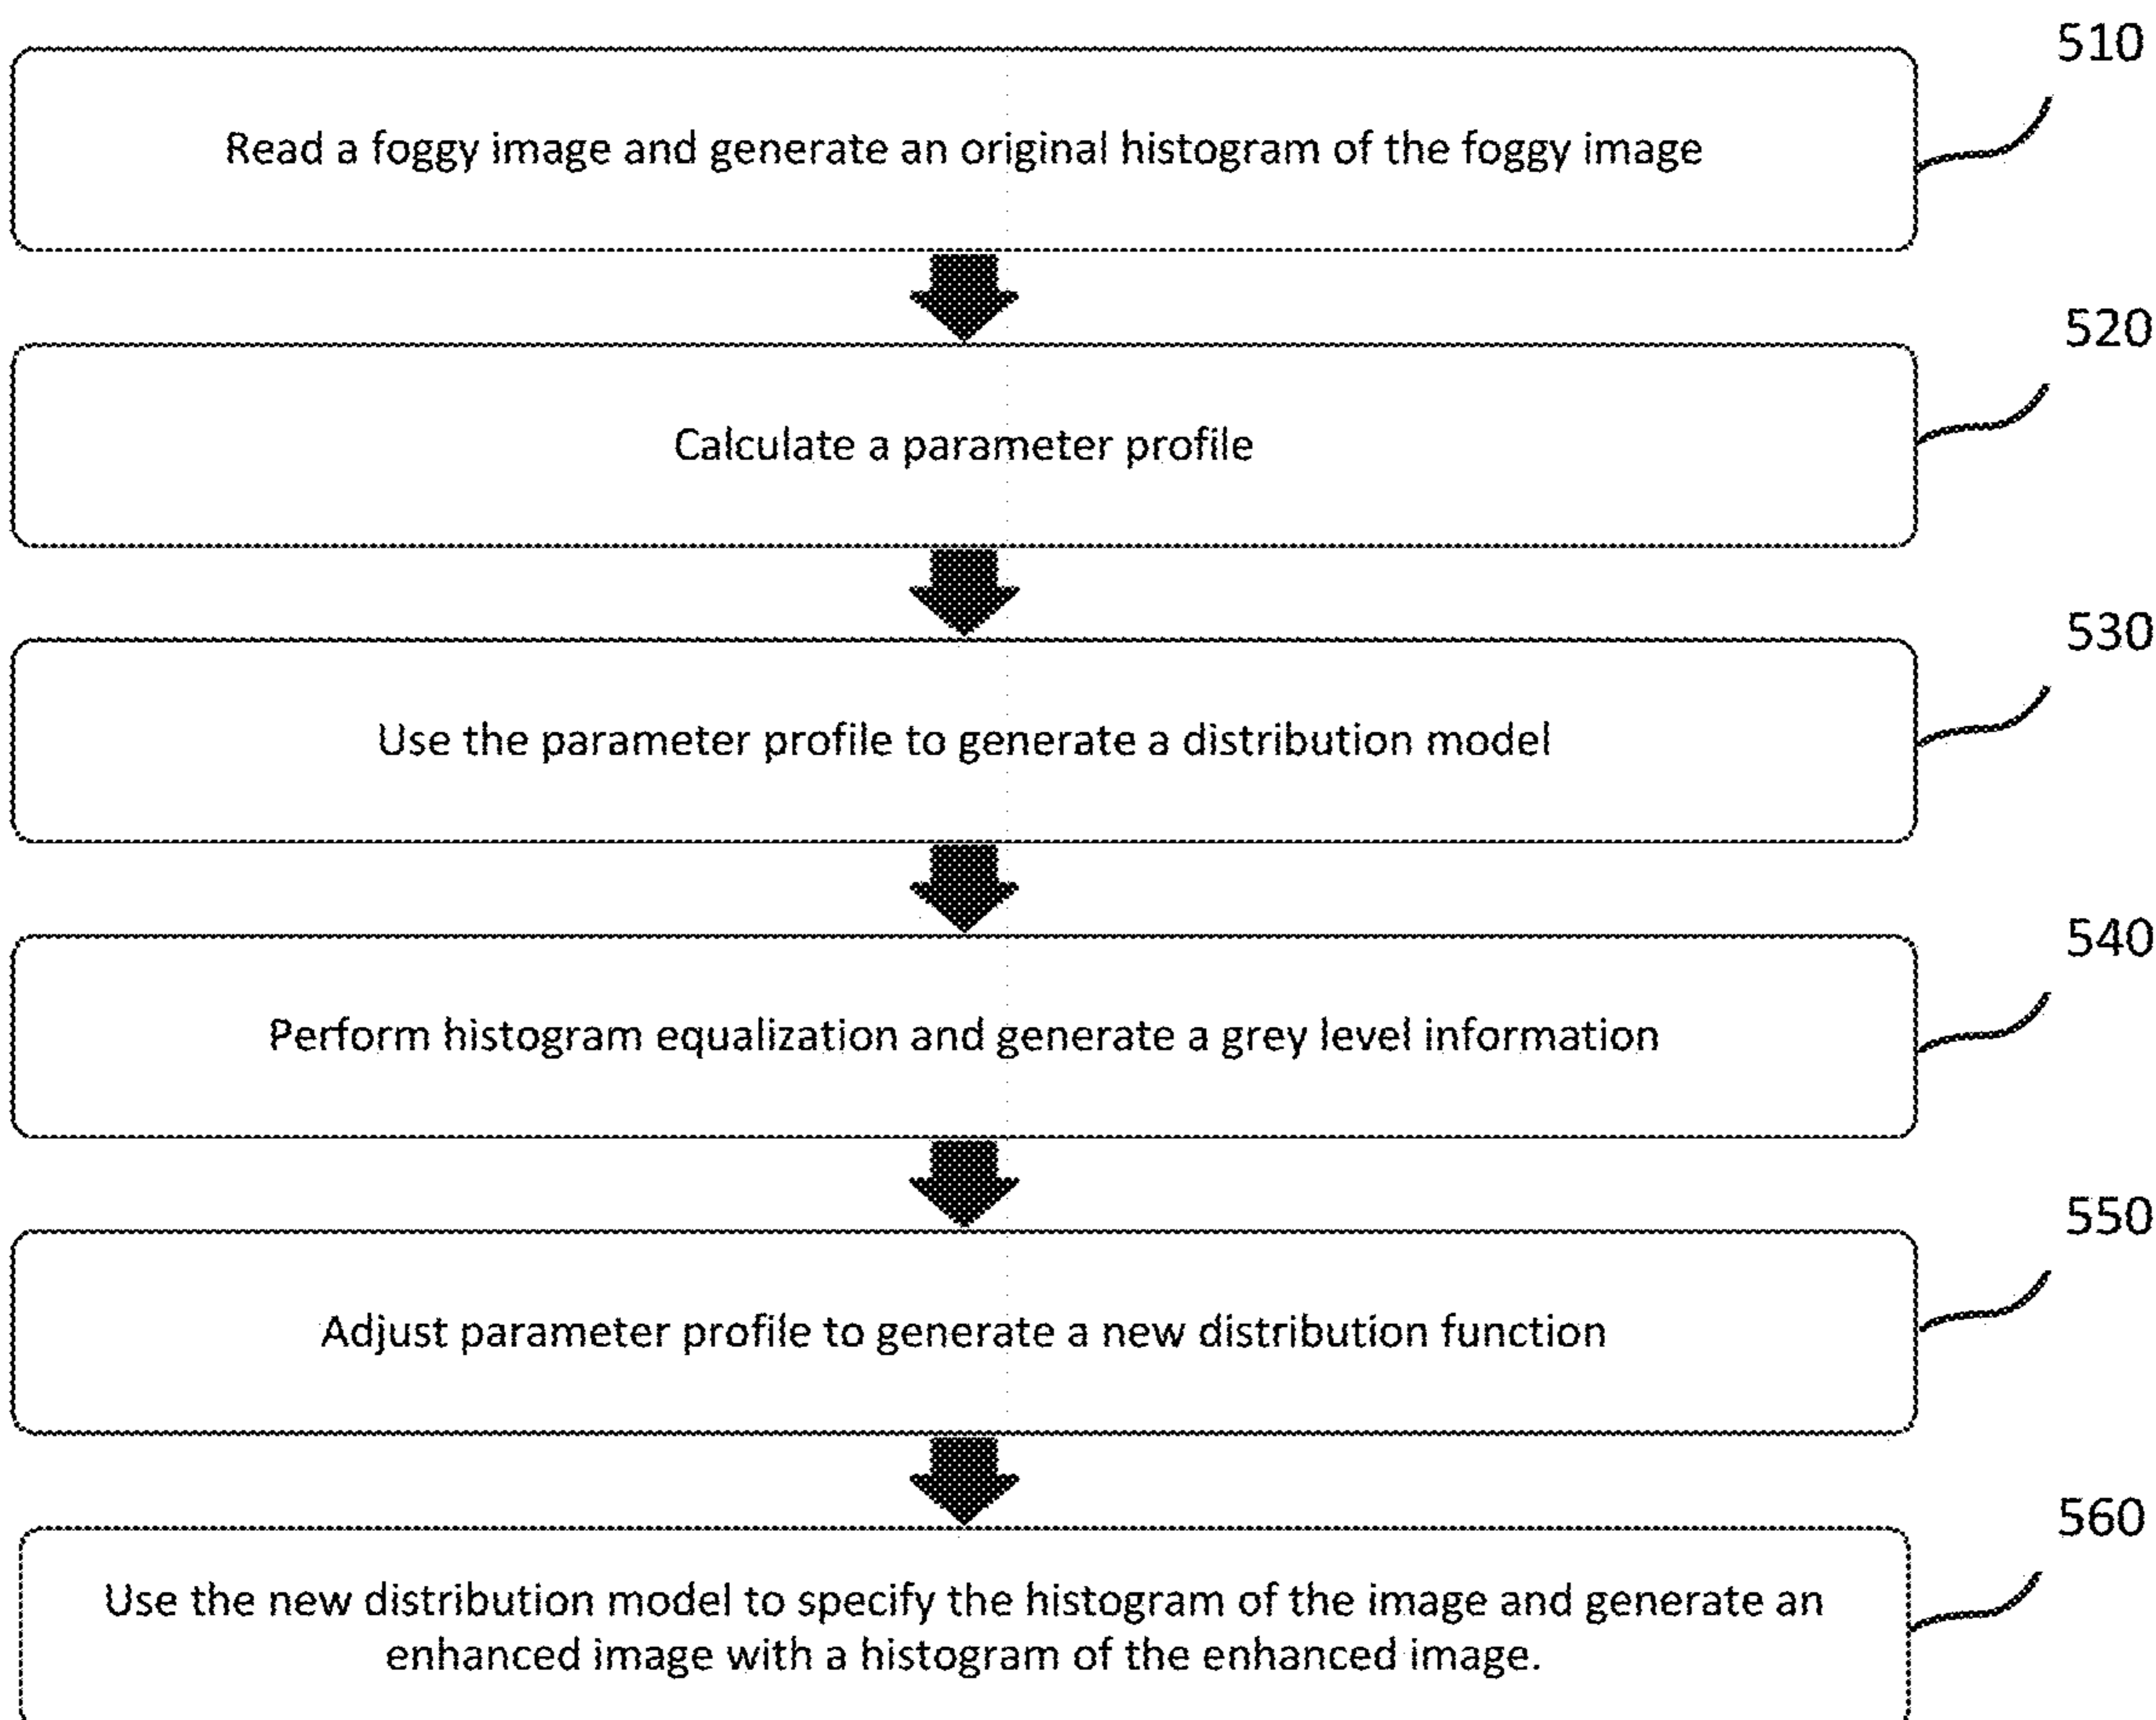 510
Read a foggy image and generate an original histogram of the foggy image
520
Calculate a parameter profile
530
Use the parameter profile to generate a distribution model
540
Perform histogram equalization and generate a grey level information
550
Adjust parameter profile to generate a new distribution function
560
Use the new distribution model to specify the histogram of the image and generate an
enhanced image with a histogram of the enhanced image.